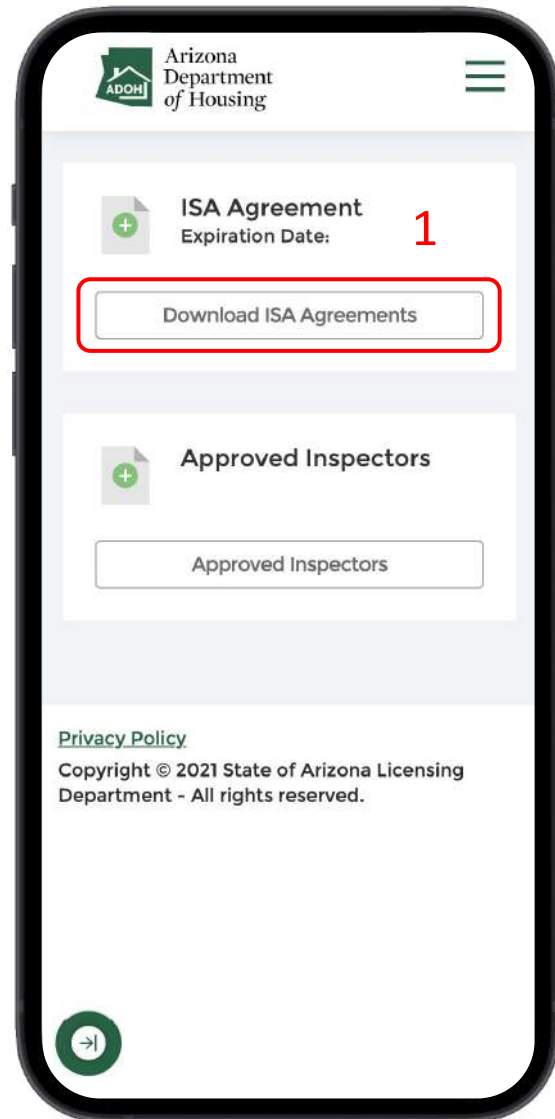 ADOH
Arizona
Department
of Housing
ISA Agreement
Expiration Date:
1
Download ISA Agreements
Approved Inspectors
Approved Inspectors
Privacy Policy
Copyright © 2021 State of Arizona Licensing
Department - All rights reserved.